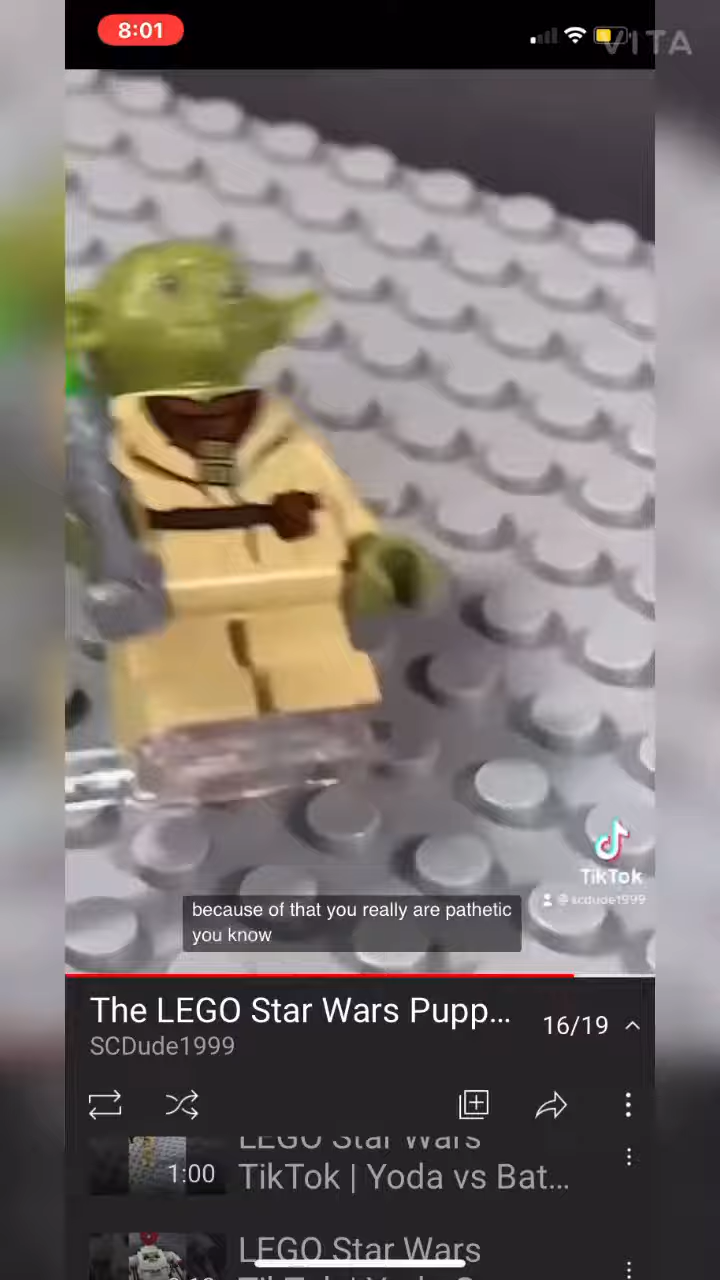 8:01
VITA
TikTok
@scdude1999
because of that you really are pathetic
you know
The LEGO Star Wars Pupp...
16/19
SCDude1999
LEGO Star Wars
1:00
TikTok | Yoda vs Bat...
LEGO Star Wars